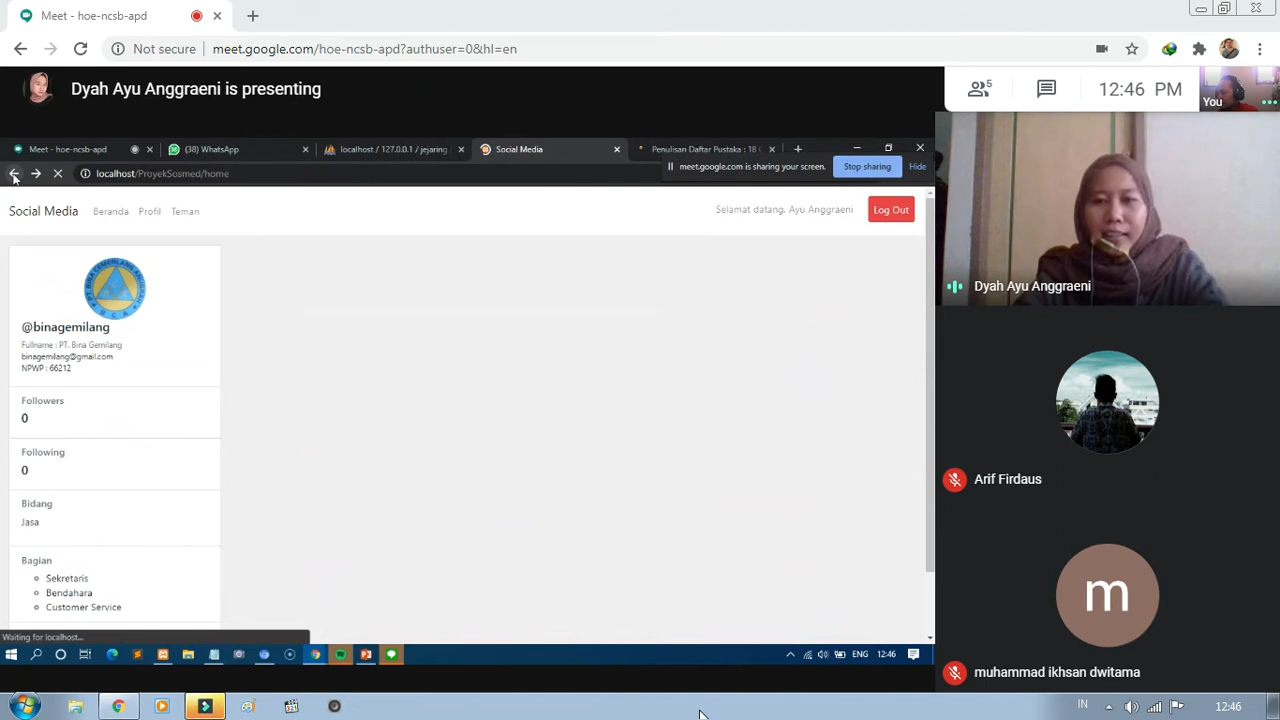 Meet - hoe-ncsb-apd
Not secure meet.google.com/hoe-ncsb-apd?authuser=0&hl=en
Dyah Ayu Anggraeni is presenting
5
12:46 PM
You
Meet - hoe-ncsb-apd
(38) WhatsApp
localhost / 127.0.0.1 / jejaring
Social Media
Penulisan Daftar Pustaka : 18 C
localhost/ProyekSosmed/home
meet.google.com is sharing your screen.
Stop sharing
Hide
Social Media
Beranda
Profil
Teman
Selamat datang, Ayu Anggraeni
Log Out
@binagemilang
Fullname : PT. Bina Gemilang
binagemilang@gmail.com
NPWP : 66212
Followers
0
Following
0
Bidang
Jasa
Bagian
Sekretaris
Bendahara
Customer Service
Waiting for localhost...
ENG 12:46
Dyah Ayu Anggraeni
Arif Firdaus
m
muhammad ikhsan dwitama
IN
12:46